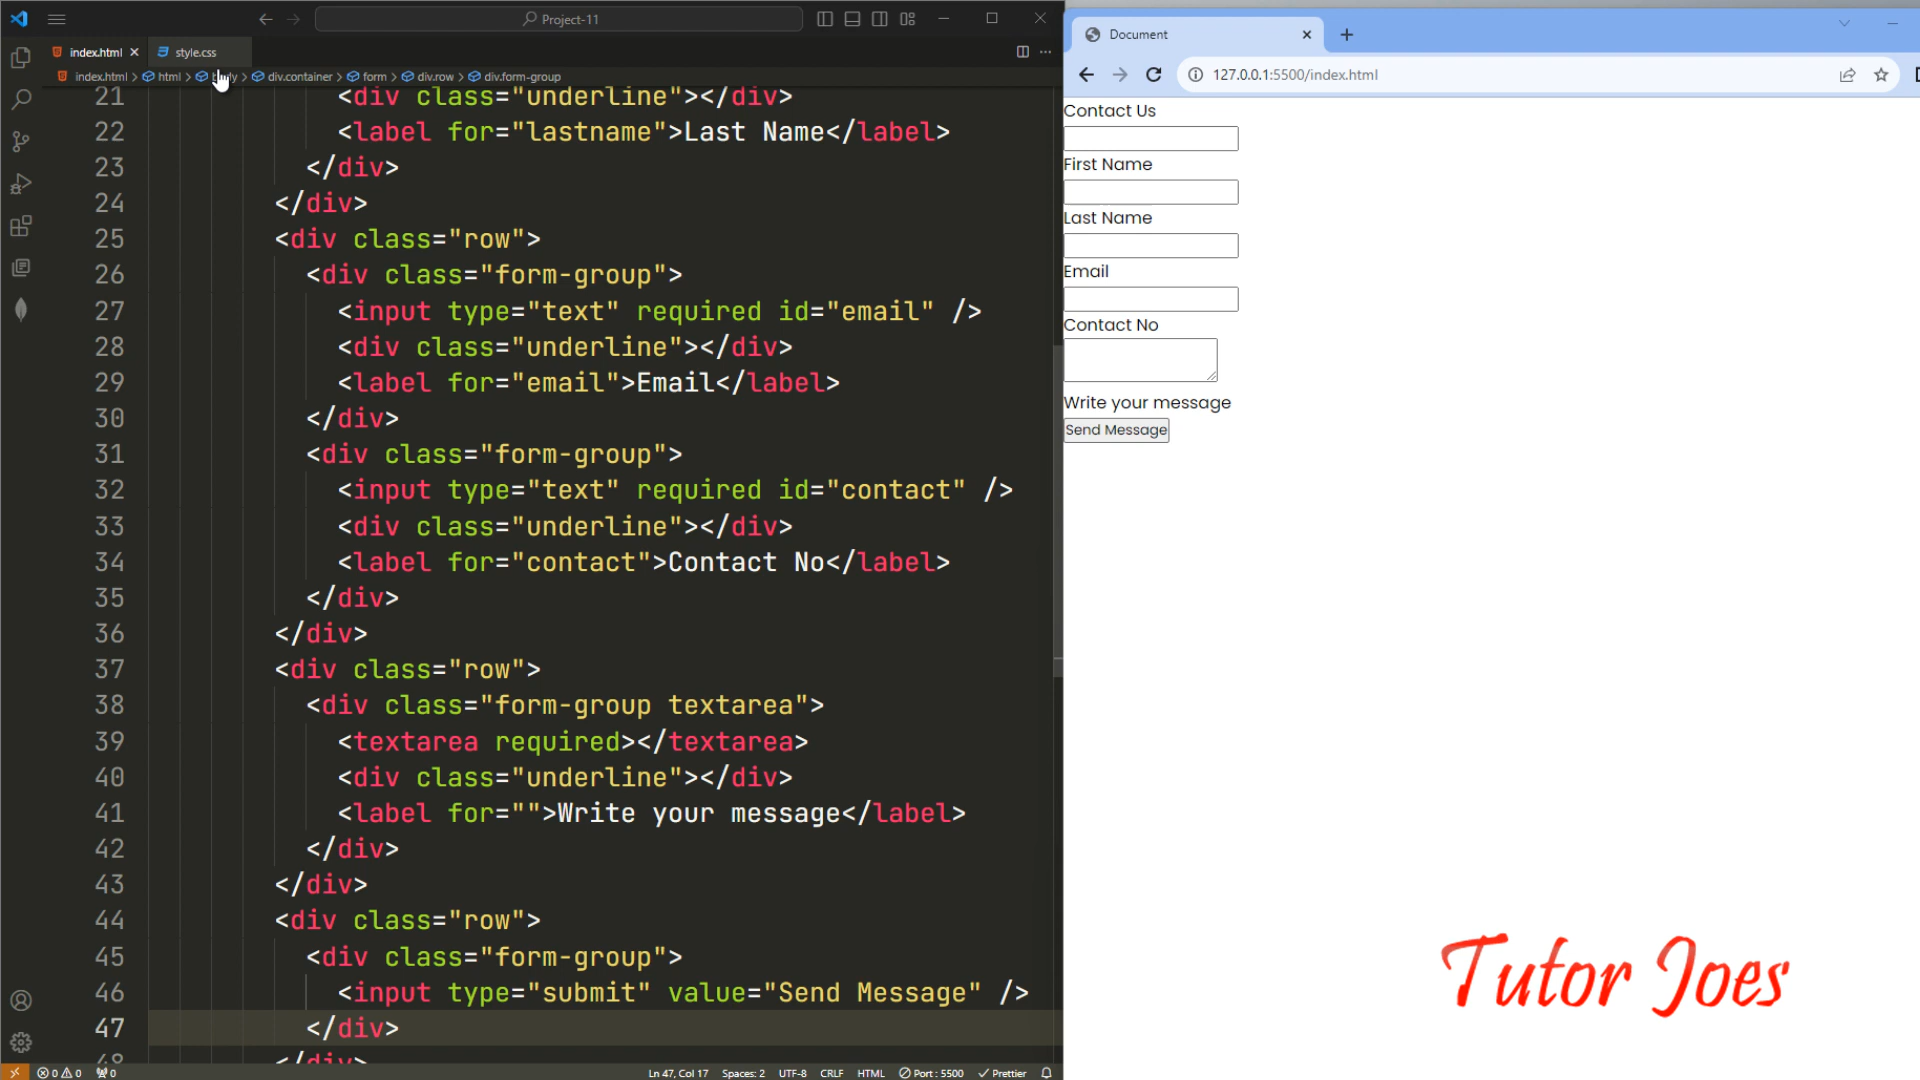 Project-11
index.html
style.css
index.html > html > > div.container > form > div.row > div.form-group
21 <div class="underline"></div>
22 <label for="lastname">Last Name</label>
23 </div>
24 </div>
25 <div class="row">
26 <div class="form-group">
27 <input type="text" required id="email" />
28 <div class="underline"></div>
29 <label for="email">Email</label>
30 </div>
31 <div class="form-group">
32 <input type="text" required id="contact" />
33 <div class="underline"></div>
34 <label for="contact">Contact No</label>
35 </div>
36 </div>
37 <div class="row">
38 <div class="form-group textarea">
39 <textarea required></textarea>
40 <div class="underline"></div>
41 <label for="">Write your message</label>
42 </div>
43 </div>
44 <div class="row">
45 <div class="form-group">
46 <input type="submit" value="Send Message" />
47 </div>
48 </div>
0 0 0 Ln 47, Col 17 Spaces: 2 UTF-8 CRLF HTML Port : 5500 Prettier
Document
127.0.0.1:5500/index.html
Contact Us
First Name
Last Name
Email
Contact No
Write your message
Send Message
Tutor Joes